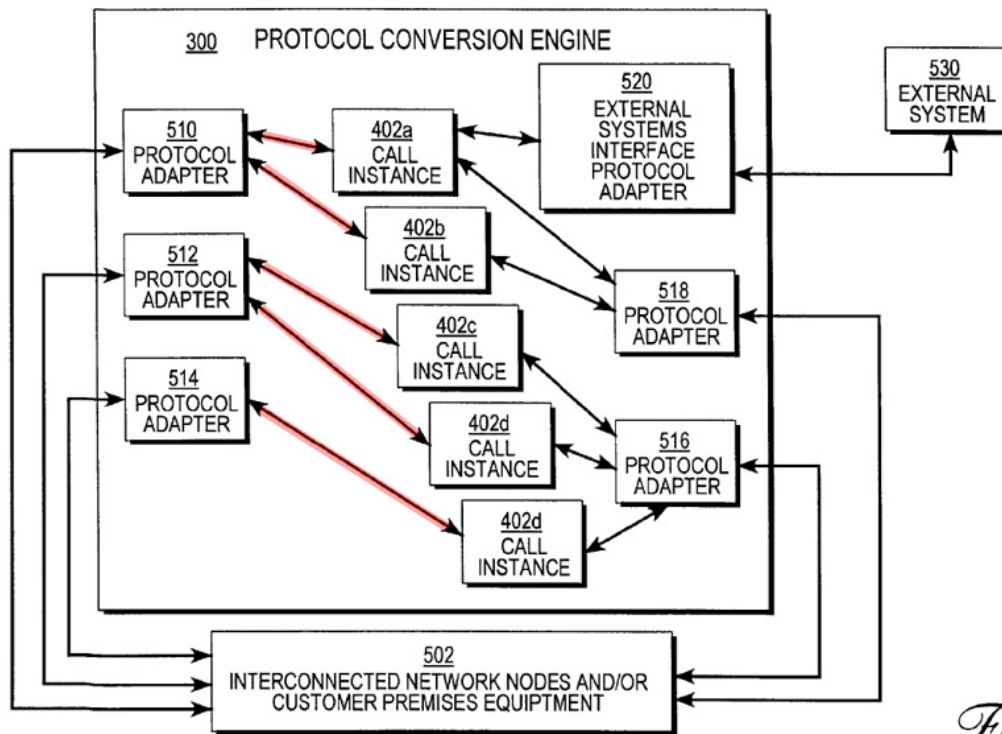 300 PROTOCOL CONVERSION ENGINE
510
PROTOCOL
ADAPTER
402a
CALL
INSTANCE
520
EXTERNAL
SYSTEMS
INTERFACE
PROTOCOL
ADAPTER
530
EXTERNAL
SYSTEM
402b
CALL
INSTANCE
512
PROTOCOL
ADAPTER
518
PROTOCOL
ADAPTER
402c
CALL
INSTANCE
514
PROTOCOL
ADAPTER
402d
CALL
INSTANCE
516
PROTOCOL
ADAPTER
402d
CALL
INSTANCE
502
INTERCONNECTED NETWORK NODES AND/OR
CUSTOMER PREMISES EQUIPTMENT